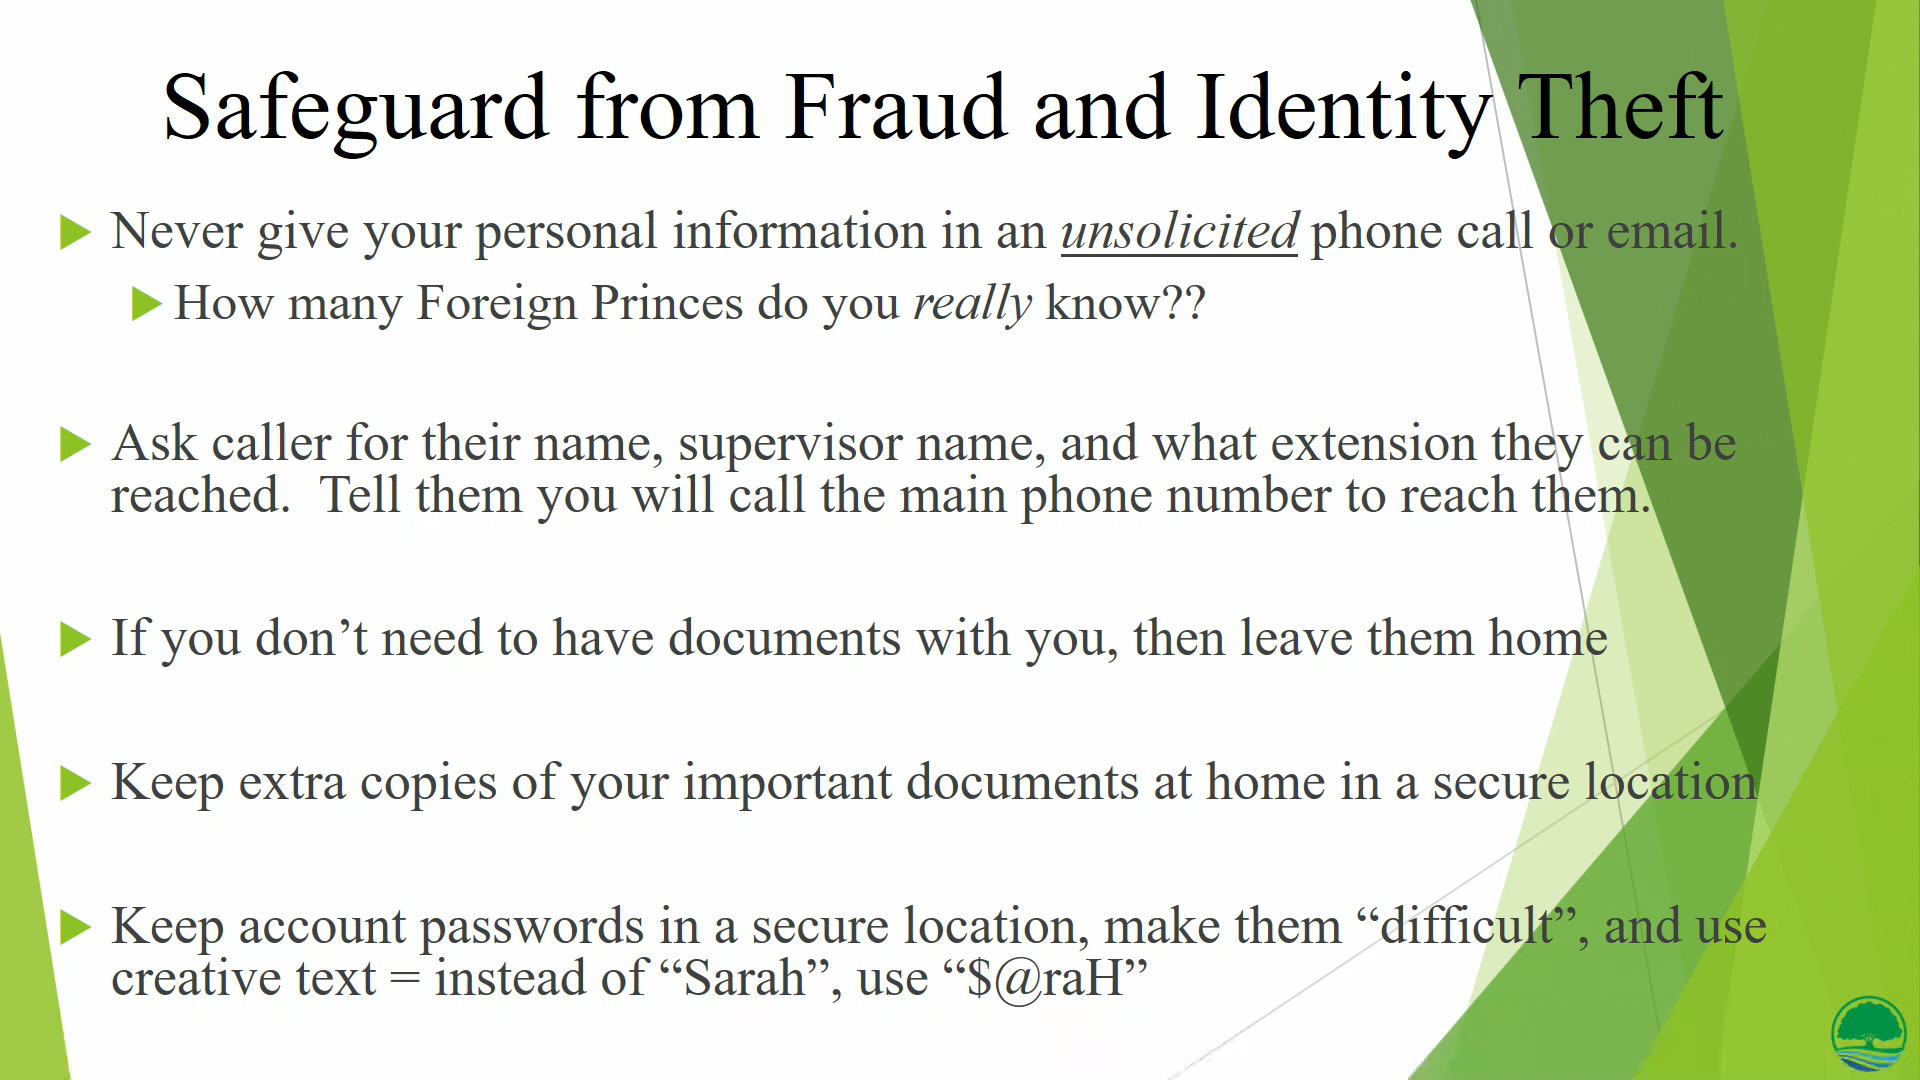 Safeguard from Fraud and Identity Theft
Never give your personal information in an unsolicited phone call or email.
How many Foreign Princes do you really know??
Ask caller for their name, supervisor name, and what extension they can be
reached.  Tell them you will call the main phone number to reach them.
If you don’t need to have documents with you, then leave them home
Keep extra copies of your important documents at home in a secure location
Keep account passwords in a secure location, make them “difficult”, and use
creative text = instead of “Sarah”, use “$@raH”